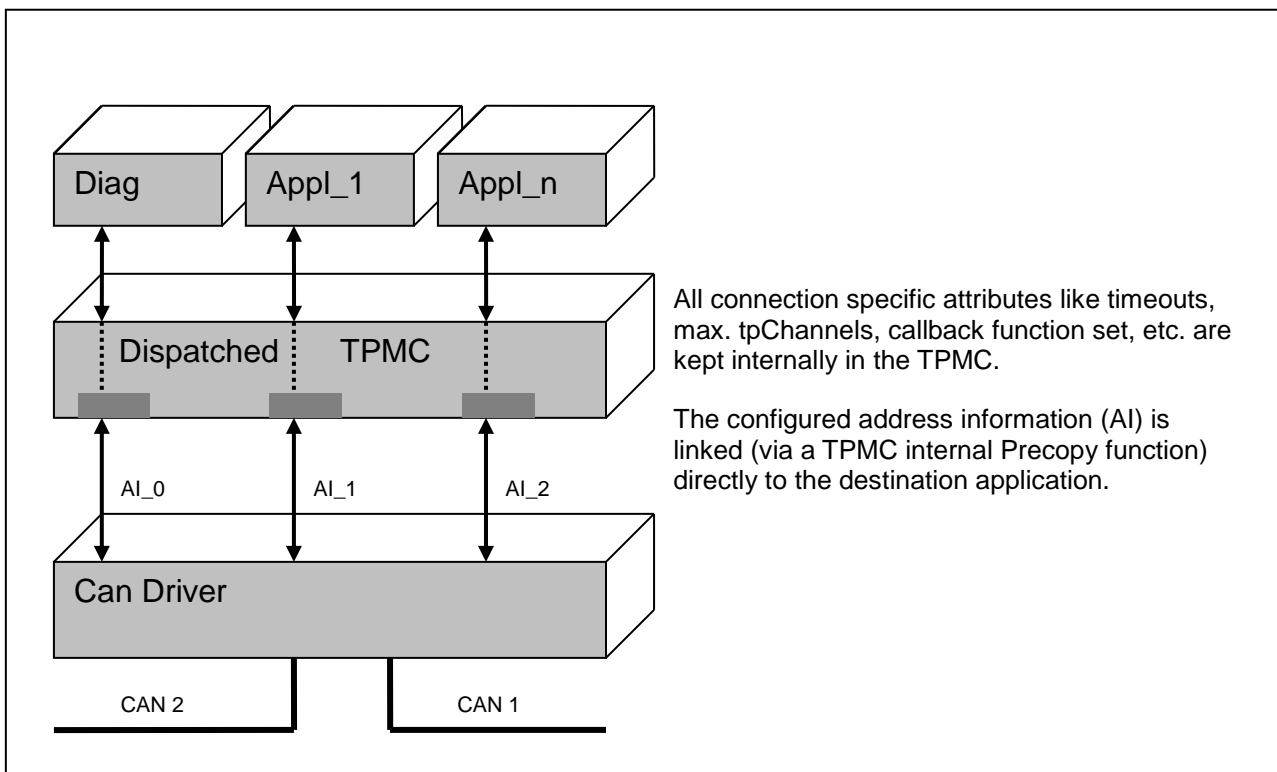 Diag
Appl_1
Appl_n
Dispatched TPMC
All connection specific attributes like timeouts,
max. tpChannels, callback function set, etc. are
kept internally in the TPMC.
The configured address information (AI) is
linked (via a TPMC internal Precopy function)
directly to the destination application.
AI_0
AI_1
AI_2
Can Driver
CAN 2
CAN 1